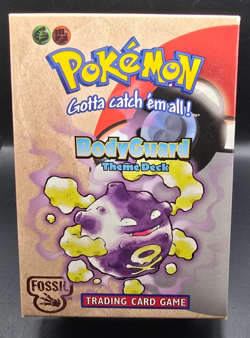 POKéMON
Gotta catch 'em all!
BodyGuard
Theme Deck
FOSSIL
TRADING CARD GAME